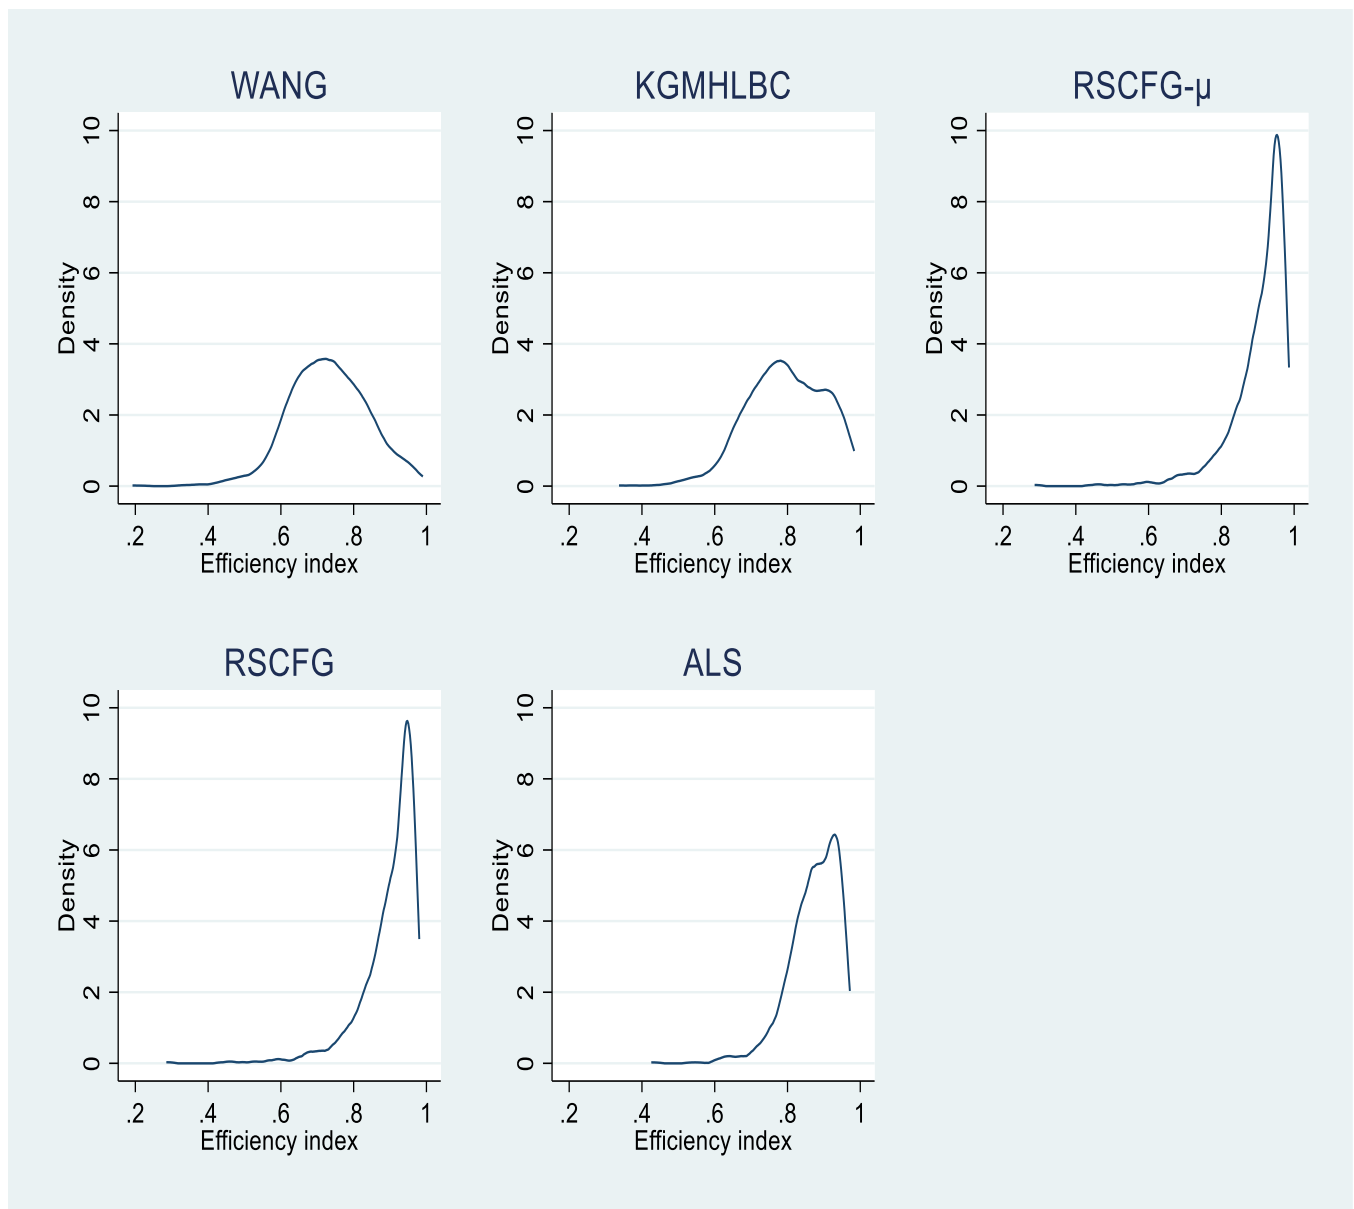 WANG
10
8
6
4
2
0
Density
.2 .4 .6 .8 1
Efficiency index
KGMHLBC
10
8
6
4
2
0
Density
.2 .4 .6 .8 1
Efficiency index
RSCFG-μ
10
8
6
4
2
0
Density
.2 .4 .6 .8 1
Efficiency index
RSCFG
10
8
6
4
2
0
Density
.2 .4 .6 .8 1
Efficiency index
ALS
10
8
6
4
2
0
Density
.2 .4 .6 .8 1
Efficiency index